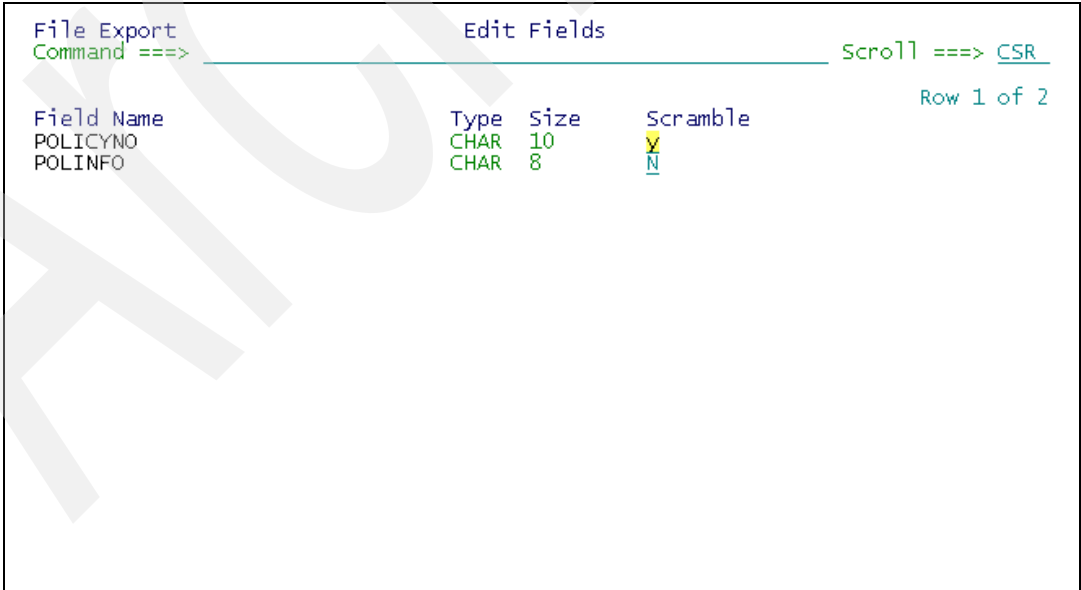 File Export Edit Fields
Command ===> Scroll ===> CSR
Row 1 of 2
Field Name Type Size Scramble
POLICYNO CHAR 10 y
POLINFO CHAR 8 N